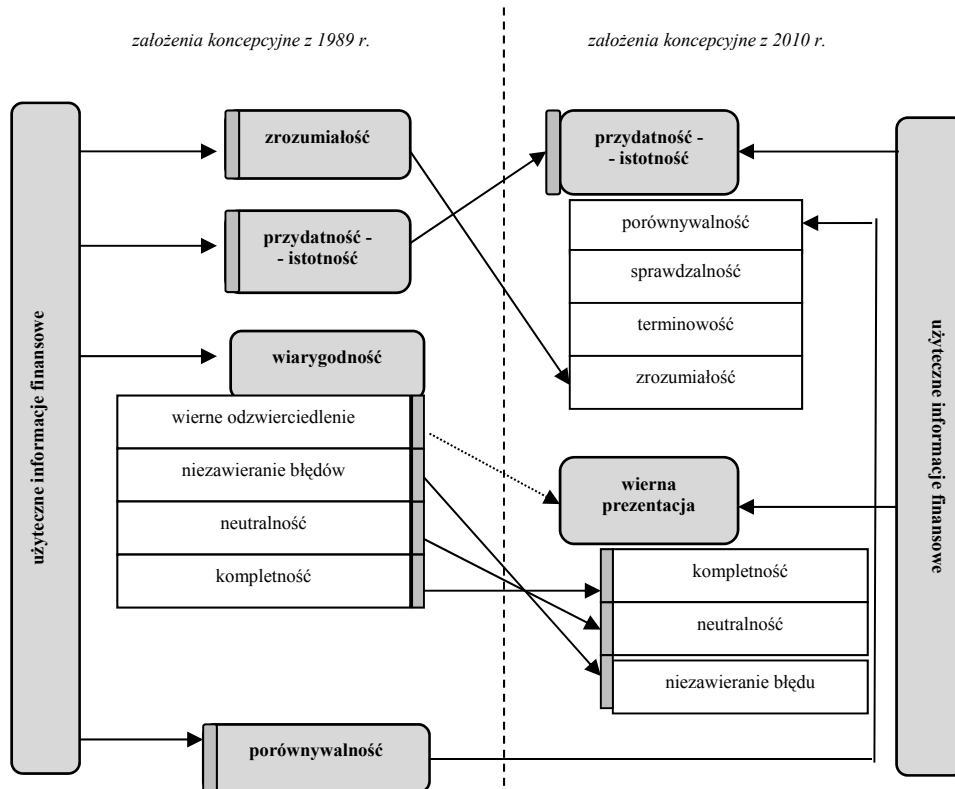 założenia koncepcyjne z 1989 r.
użyteczne informacje finansowe
zrozumiałość
przydatność -
- istotność
wiarygodność
wierne odzwierciedlenie
niezawieranie błędów
neutralność
kompletność
porównywalność
założenia koncepcyjne z 2010 r.
przydatność -
- istotność
porównywalność
sprawdzalność
terminowość
zrozumiałość
wierna
prezentacja
kompletność
neutralność
niezawieranie błędu
użyteczne informacje finansowe